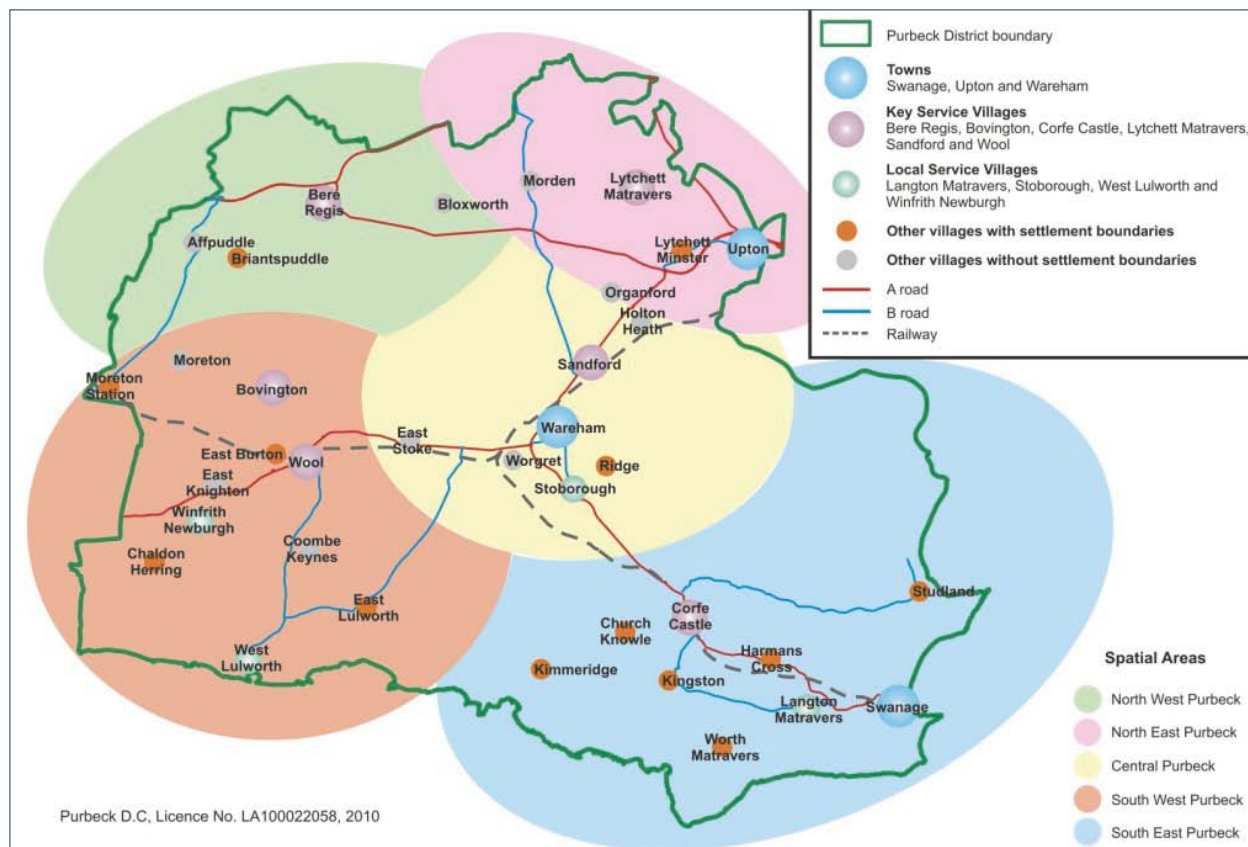 Purbeck District boundary
Towns
Swanage, Upton and Wareham
Key Service Villages
Bere Regis, Bovington, Corfe Castle, Lytchett Matravers,
Sandford and Wool
Local Service Villages
Langton Matravers, Stoborough, West Lulworth and
Winfrith Newburgh
Other villages with settlement boundaries
Other villages without settlement boundaries
A road
B road
Railway
Morden
Lytchett
Matravers
Bere
Regis
Bloxworth
Affpuddle
Briantspuddle
Lytchett
Minster
Upton
Organford
Holton
Heath
Moreton
Sandford
Moreton
Station
Bovington
Wareham
East
Stoke
East Burton
Wool
Worgret
Ridge
East
Knighton
Stoborough
Winfrith
Newburgh
Coombe
Keynes
Chaldon
Herring
East
Lulworth
Studland
Corfe
Castle
Church
Knowle
West
Lulworth
Harmans
Cross
Kimmeridge
Kingston
Langton
Matravers
Swanage
Worth
Matravers
Spatial Areas
North West Purbeck
North East Purbeck
Central Purbeck
South West Purbeck
South East Purbeck
Purbeck D.C, Licence No. LA100022058, 2010